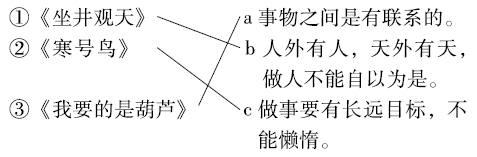 ①《坐井观天》 a 事物之间是有联系的。
②《寒号鸟》 b 人外有人，天外有天，
做人不能自以为是。
③《我要的是葫芦》 c 做事要有长远目标，不
能懒惰。